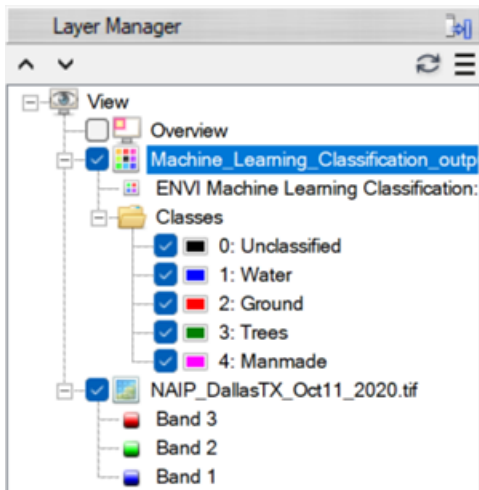 Layer Manager
View
Overview
Machine_Learning_Classification_outp
ENVI Machine Learning Classification:
Classes
0: Unclassified
1: Water
2: Ground
3: Trees
4: Manmade
NAIP_DallasTX_Oct11_2020.tif
Band 3
Band 2
Band 1